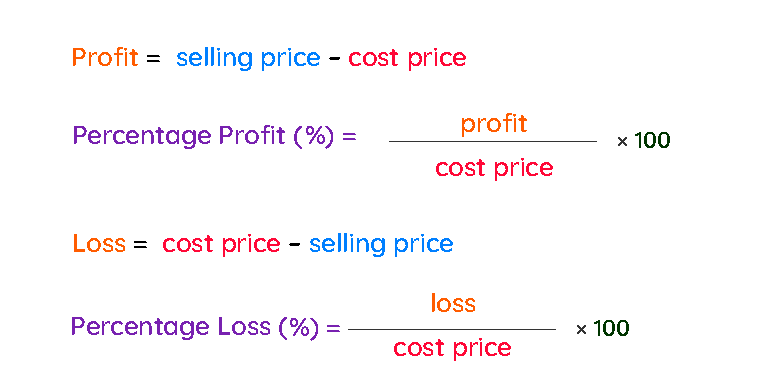 Profit = selling price – cost price
profit
Percentage Profit (%) = × 100
cost price
Loss = cost price – selling price
loss
Percentage Loss (%) = × 100
cost price